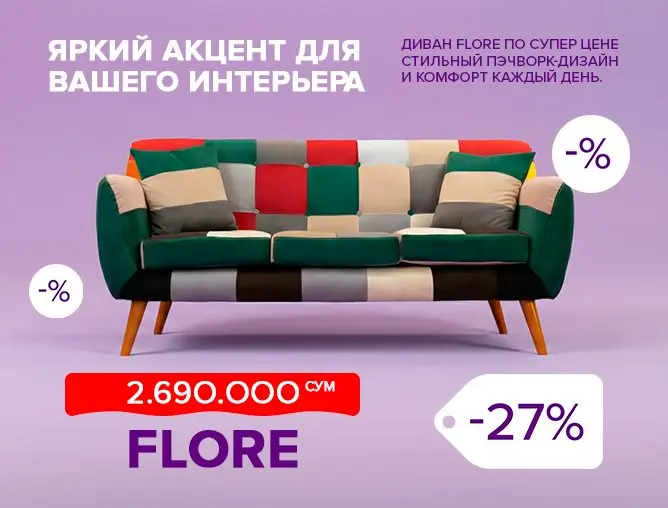 ЯРКИЙ АКЦЕНТ ДЛЯ
ВАШЕГО ИНТЕРЬЕРА
ДИВАН FLORE ПО СУПЕР ЦЕНЕ
СТИЛЬНЫЙ ПЭЧВОРК-ДИЗАЙН
И КОМФОРТ КАЖДЫЙ ДЕНЬ.
-%
-%
2.690.000 СУМ
-27%
FLORE